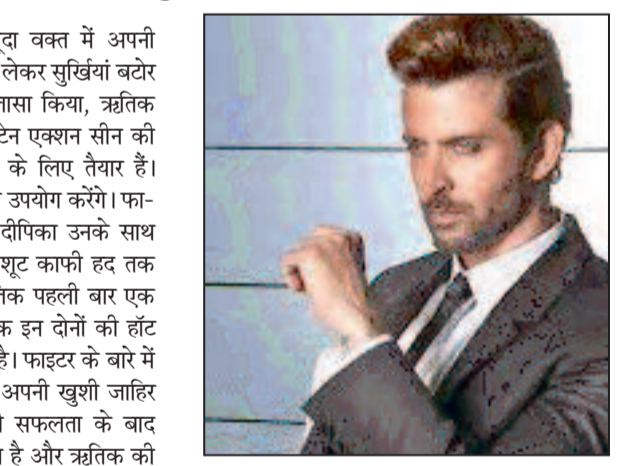 वक्त में अपनी
लेकर सुर्खियां बटोर
किया, ऋतिक
एक्शन सीन की
के लिए तैयार हैं।
उपयोग करेंगे। फा-
दीपिका उनके साथ
शूट काफी हद तक
पहली बार एक
इन दोनों की हॉट
है। फाइटर के बारे में
अपनी खुशी जाहिर
सफलता के बाद
है और ऋतिक की